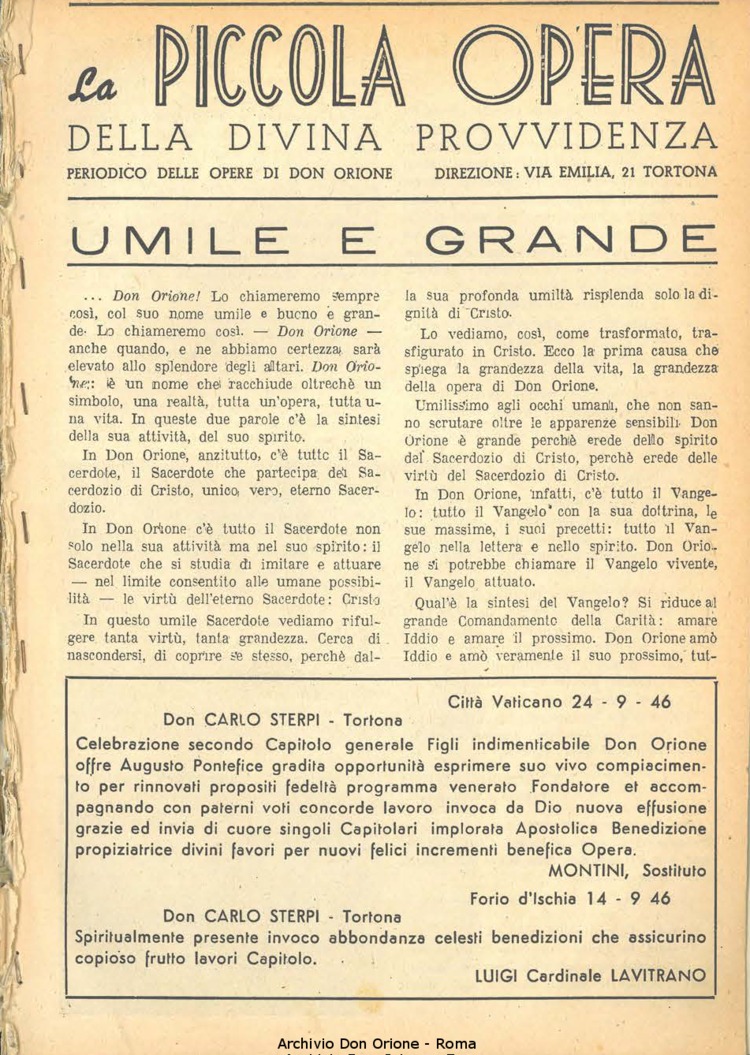 La PICCOLA OPERA
DELLA DIVINA PROVVIDENZA
PERIODICO DELLE OPERE DI DON ORIONE DIREZIONE: VIA EMILIA, 21 TORTONA
UMILE E GRANDE
... Don Orione! Lo chiameremo sempre
così, col suo nome umile e buono e gran-
de. Lo chiameremo così. — Don Orione —
anche quando, e ne abbiamo certezza, sarà
elevato allo splendore degli altari. Don Orio-
ne: è un nome che racchiude oltrechè un
simbolo, una realtà, tutta un'opera, tutta u-
na vita. In queste due parole c'è la sintesi
della sua attività, del suo spirito.
In Don Orione, anzitutto, c'è tutto il Sa-
cerdote, il Sacerdote che partecipa del Sa-
cerdozio di Cristo, unico, vero, eterno Sacer-
dozio.
In Don Orione c'è tutto il Sacerdote non
solo nella sua attività ma nel suo spirito: il
Sacerdote che si studia di imitare e attuare
— nel limite consentito alle umane possibi-
lità — le virtù dell'eterno Sacerdote: Cristo
In questo umile Sacerdote vediamo riful-
gere tanta virtù, tanta grandezza. Cerca di
nascondersi, di coprire se stesso, perchè dal-
la sua profonda umiltà risplenda solo la di-
gnità di Cristo.
Lo vediamo, così, come trasformato, tra-
sfigurato in Cristo. Ecco la prima causa che
spiega la grandezza della vita, la grandezza
della opera di Don Orione.
Umilissimo agli occhi umani, che non san-
no scrutare oltre le apparenze sensibili. Don
Orione è grande perchè erede dello spirito
del Sacerdozio di Cristo, perchè erede delle
virtù del Sacerdozio di Cristo.
In Don Orione, infatti, c'è tutto il Vange-
lo: tutto il Vangelo con la sua doltrina, le
sue massime, i suoi precetti: tutto il Van-
gelo nella lettera e nello spirito. Don Orio-
ne si potrebbe chiamare il Vangelo vivente,
il Vangelo attuato.
Qual'è la sintesi del Vangelo? Si riduce al
grande Comandamento della Carità: amare
Iddio e amare il prossimo. Don Orione amò
Iddio e amò veramente il suo prossimo, tut-
Città Vaticano 24 - 9 - 46
Don CARLO STERPI - Tortona
Celebrazione secondo Capitolo generale Figli indimenticabile Don Orione
offre Augusto Pontefice gradita opportunità esprimere suo vivo compiacimen-
to per rinnovati propositi fedeltà programma venerato Fondatore et accom-
pagnando con paterni voti concorde lavoro invoca da Dio nuova effusione
grazie ed invia di cuore singoli Capitolari implorata Apostolica Benedizione
propiziatrice divini favori per nuovi felici incrementi benefica Opera.
MONTINI, Sostituto
Forio d'Ischia 14 - 9 46
Don CARLO STERPI - Tortona
Spiritualmente presente invoco abbondanza celesti benedizioni che assicurino
copioso frutto lavori Capitolo.
LUIGI Cardinale LAVITRANO
Archivio Don Orione - Roma